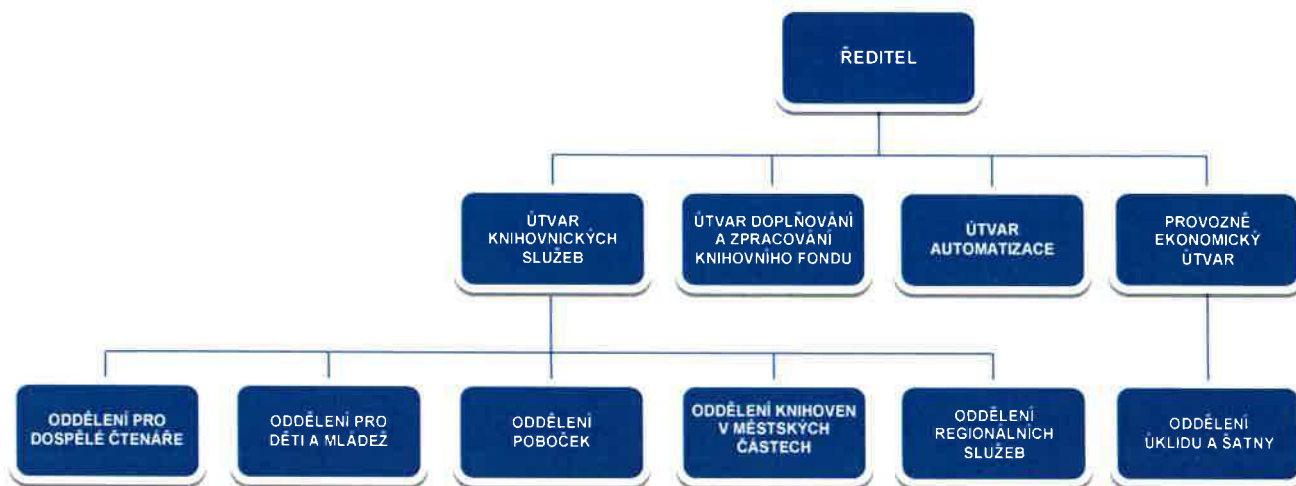 ŘEDITEL
ÚTVAR
KNIHOVNICKÝCH
SLUŽEB
ÚTVAR DOPLŇOVÁNÍ
A ZPRACOVÁNÍ
KNIHOVNÍHO FONDU
ÚTVAR
AUTOMATIZACE
PROVOZNĚ
EKONOMICKÝ
ÚTVAR
ODDĚLENÍ PRO
DOSPĚLÉ ČTENÁŘE
ODDĚLENÍ PRO
DĚTI A MLÁDEŽ
ODDĚLENÍ
POBOČEK
ODDĚLENÍ KNIHOVEN
V MĚSTSKÝCH
ČÁSTECH
ODDĚLENÍ
REGIONÁLNÍCH
SLUŽEB
ODDĚLENÍ
ÚKLIDU A ŠATNY